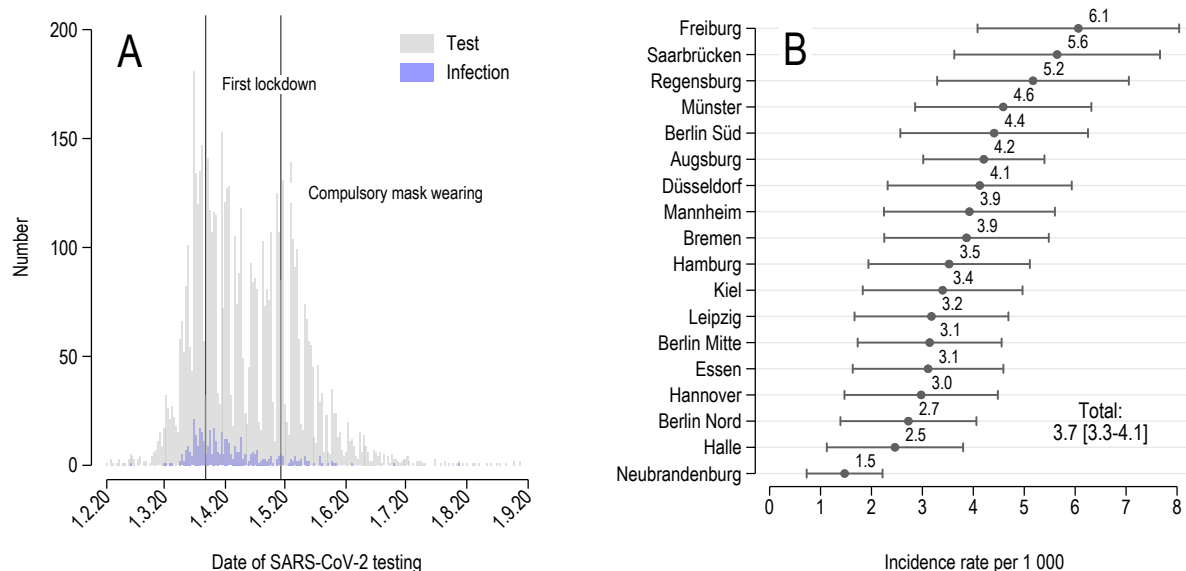 A
Test
Infection
First lockdown
Compulsory mask wearing
Number
200
150
100
50
0
1.2.20
1.3.20
1.4.20
1.5.20
1.6.20
1.7.20
1.8.20
1.9.20
Date of SARS-CoV-2 testing
B
Freiburg 6.1
Saarbrücken 5.6
Regensburg 5.2
Münster 4.6
Berlin Süd 4.4
Augsburg 4.2
Düsseldorf 4.1
Mannheim 3.9
Bremen 3.9
Hamburg 3.5
Kiel 3.4
Leipzig 3.2
Berlin Mitte 3.1
Essen 3.1
Hannover 3.0
Berlin Nord 2.7
Halle 2.5
Neubrandenburg 1.5
Total:
3.7 [3.3-4.1]
0 1 2 3 4 5 6 7 8
Incidence rate per 1 000